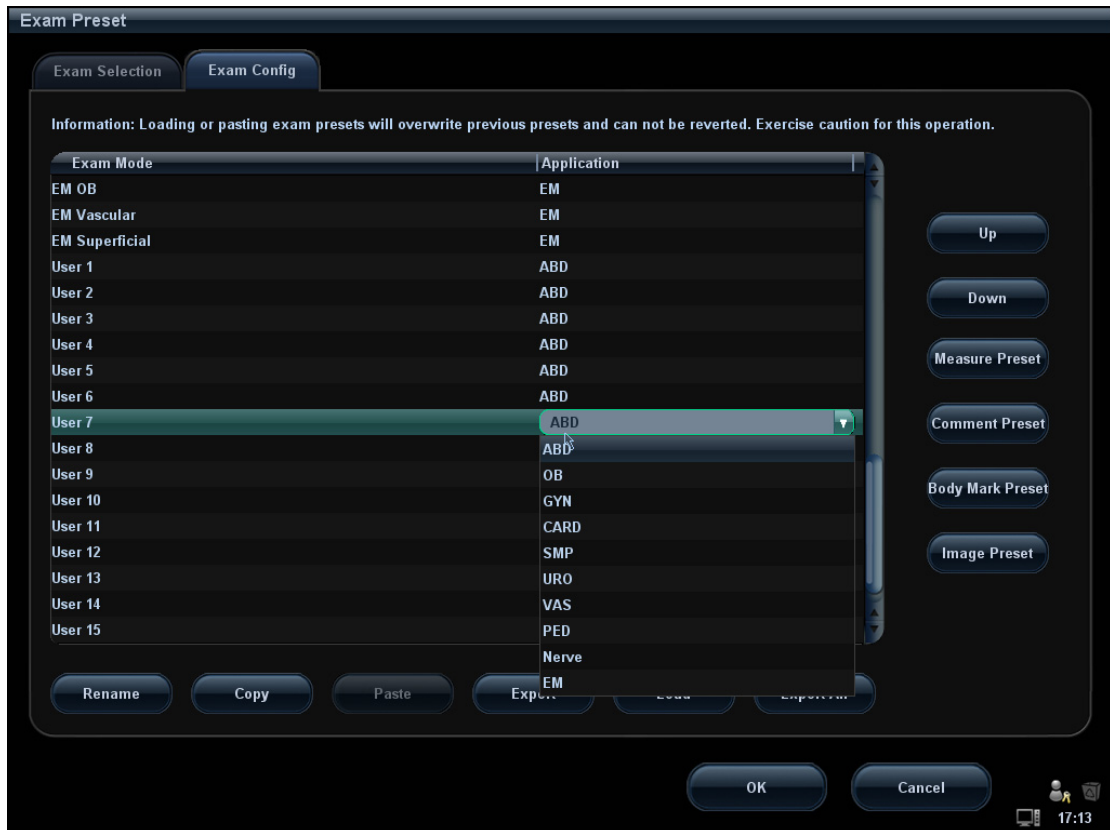 Exam Preset
Exam Selection Exam Config
Information: Loading or pasting exam presets will overwrite previous presets and can not be reverted. Exercise caution for this operation.
Exam Mode Application
EM OB EM
EM Vascular EM
EM Superficial EM
Up
User 1 ABD
User 2 ABD
Down
User 3 ABD
User 4 ABD
Measure Preset
User 5 ABD
User 6 ABD
User 7 ABD
Comment Preset
User 8 ABD
User 9 OB
Body Mark Preset
User 10 GYN
User 11 CARD
User 12 SMP
Image Preset
User 13 URO
User 14 VAS
User 15 PED
Nerve
EM
Rename Copy Paste
OK Cancel
17:13